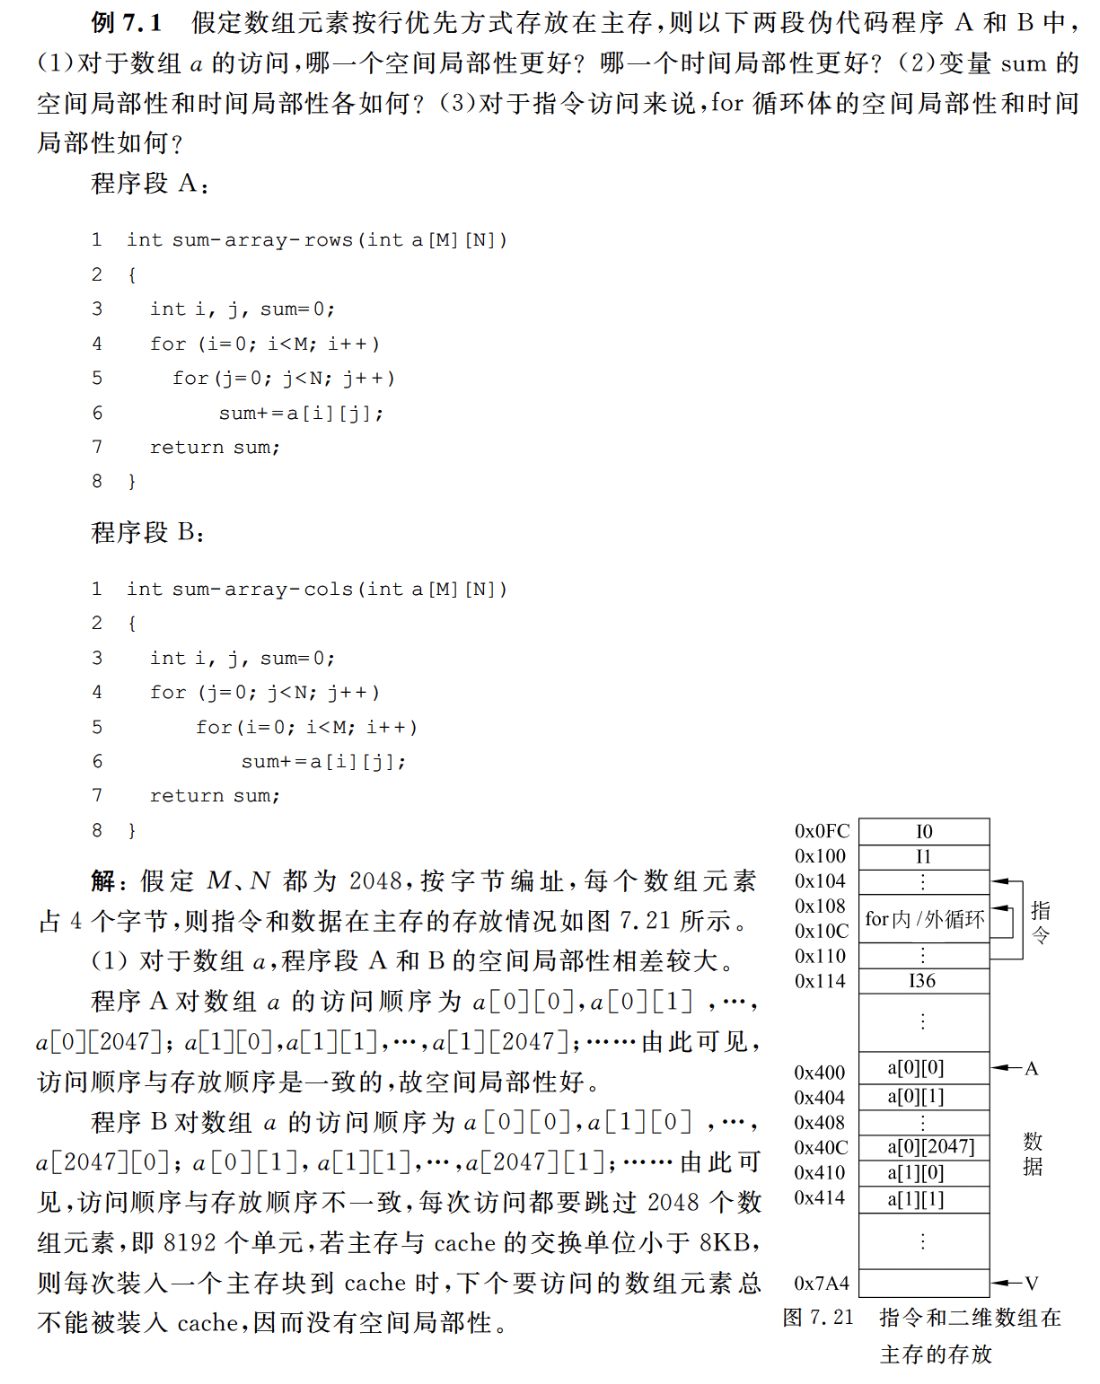 例 7.1 假定数组元素按行优先方式存放在主存,则以下两段伪代码程序 A 和 B 中,
(1)对于数组 a 的访问,哪一个空间局部性更好? 哪一个时间局部性更好? (2)变量 sum 的
空间局部性和时间局部性各如何? (3)对于指令访问来说,for 循环体的空间局部性和时间
局部性如何?
程序段 A:
1 int sum-array-rows(int a[M][N])
2 {
3 int i, j, sum=0;
4 for (i=0; i<M; i++)
5 for(j=0; j<N; j++)
6 sum+=a[i][j];
7 return sum;
8 }
程序段 B:
1 int sum-array-cols(int a[M][N])
2 {
3 int i, j, sum=0;
4 for (j=0; j<N; j++)
5 for(i=0; i<M; i++)
6 sum+=a[i][j];
7 return sum;
8 }
解: 假定 M、N 都为 2048,按字节编址,每个数组元素
占 4 个字节,则指令和数据在主存的存放情况如图 7.21 所示。
(1) 对于数组 a,程序段 A 和 B 的空间局部性相差较大。
程序 A 对数组 a 的访问顺序为 a[0][0],a[0][1] ,…,
a[0][2047]; a[1][0],a[1][1],…,a[1][2047];……由此可见,
访问顺序与存放顺序是一致的,故空间局部性好。
程序 B 对数组 a 的访问顺序为 a[0][0],a[1][0] ,…,
a[2047][0]; a[0][1], a[1][1],…,a[2047][1];……由此可
见,访问顺序与存放顺序不一致,每次访问都要跳过 2048 个数
组元素,即 8192 个单元,若主存与 cache 的交换单位小于 8KB,
则每次装入一个主存块到 cache 时,下个要访问的数组元素总
不能被装入 cache,因而没有空间局部性。
0x0FC I0
0x100 I1
0x104 ⋮
0x108 for内/外循环
0x10C
0x110 ⋮
0x114 I36
指令
⋮
0x400 a[0][0] A
0x404 a[0][1]
0x408 ⋮
0x40C a[0][2047]
0x410 a[1][0]
0x414 a[1][1]
数据
⋮
0x7A4 V
图 7.21 指令和二维数组在
主存的存放